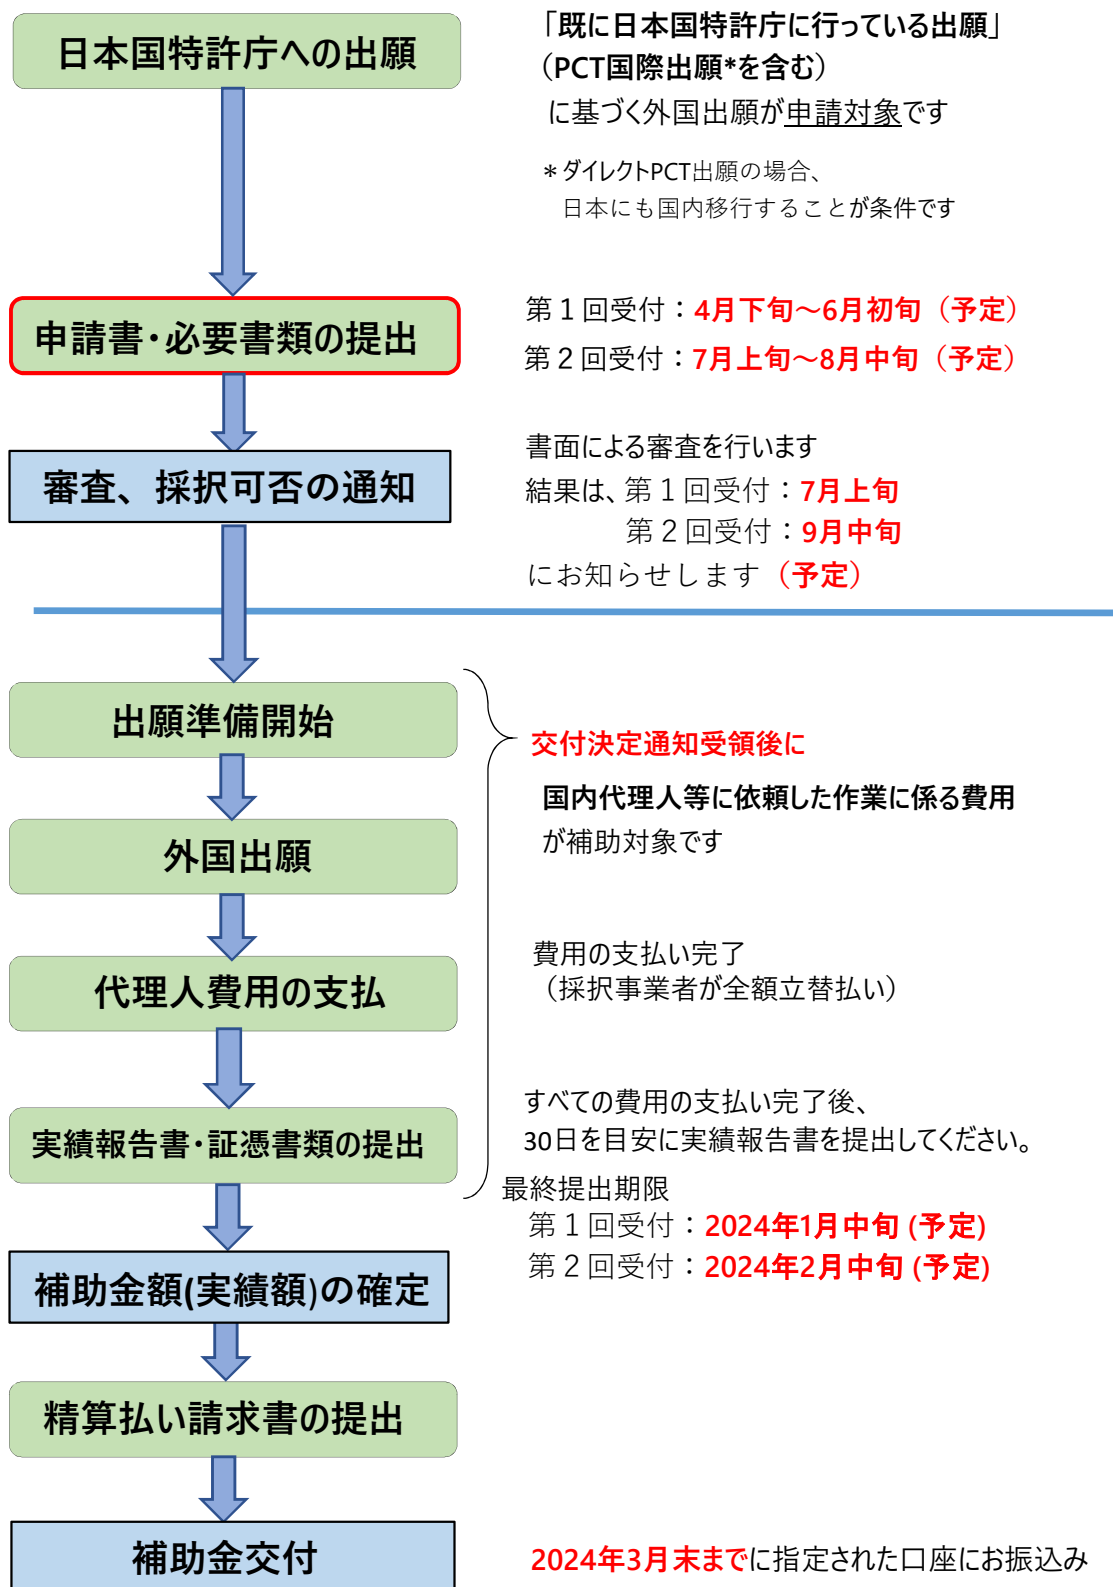 日本国特許庁への出願
「既に日本国特許庁に行っている出願」
（PCT国際出願*を含む）
に基づく外国出願が申請対象です
＊ダイレクトPCT出願の場合、
日本にも国内移行することが条件です
申請書・必要書類の提出
第１回受付：4月下旬～6月初旬（予定）
第２回受付：7月上旬～8月中旬（予定）
審査、採択可否の通知
書面による審査を行います
結果は、第１回受付：7月上旬
第２回受付：9月中旬
にお知らせします（予定）
出願準備開始
交付決定通知受領後に
国内代理人等に依頼した作業に係る費用
が補助対象です
外国出願
代理人費用の支払
費用の支払い完了
（採択事業者が全額立替払い）
実績報告書・証憑書類の提出
すべての費用の支払い完了後、
30日を目安に実績報告書を提出してください。
最終提出期限
第１回受付：2024年1月中旬 (予定)
第２回受付：2024年2月中旬 (予定)
補助金額(実績額)の確定
精算払い請求書の提出
補助金交付
2024年3月末までに指定された口座にお振込み